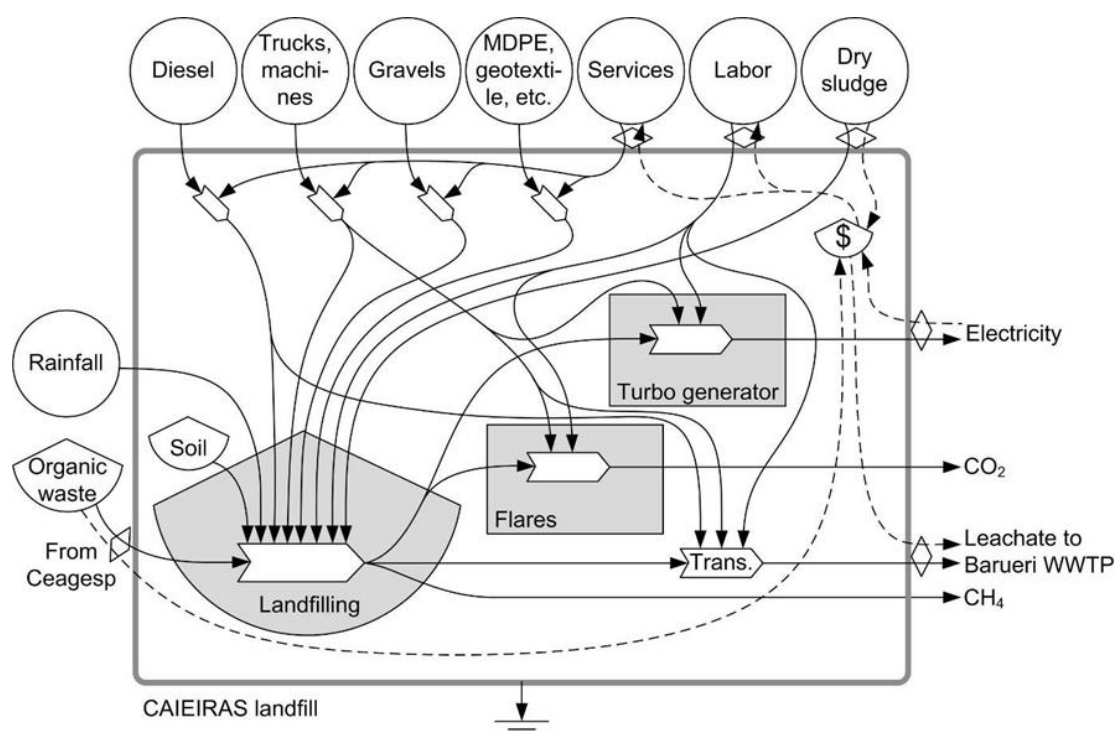 Diesel
Trucks,
machi-
nes
Gravels
MDPE,
geotexti-
le, etc.
Services
Labor
Dry
sludge
$
Rainfall
Electricity
Turbo generator
Soil
Organic
waste
CO₂
Flares
From
Ceagesp
Leachate to
Barueri WWTP
Trans.
CH₄
Landfilling
CAIEIRAS landfill